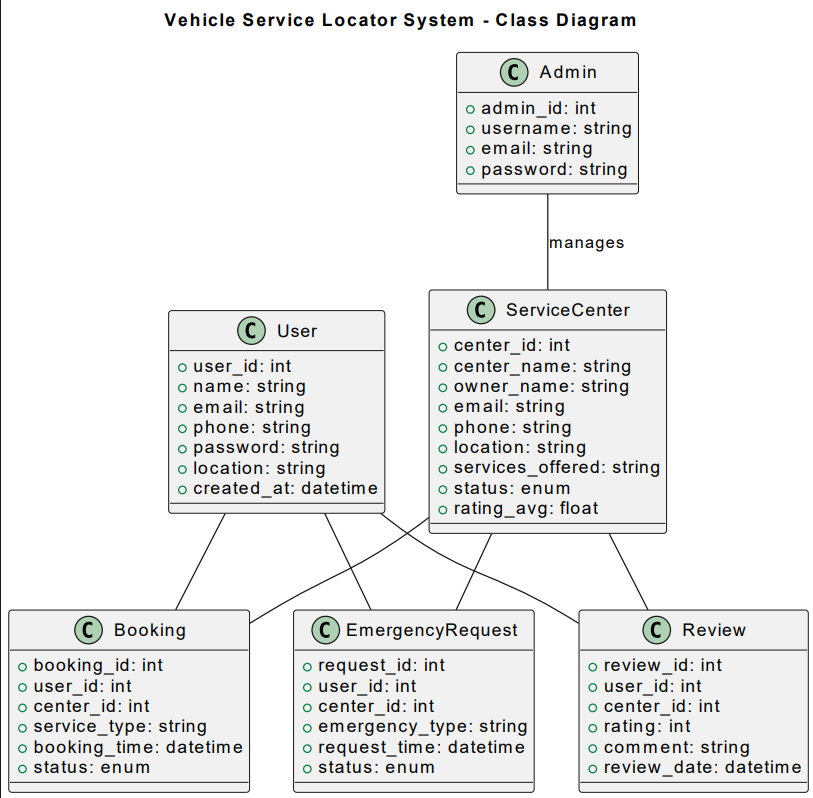 Vehicle Service Locator System - Class Diagram
C Admin
admin_id: int
username: string
email: string
password: string
manages
C User
user_id: int
name: string
email: string
phone: string
password: string
location: string
created_at: datetime
C ServiceCenter
center_id: int
center_name: string
owner_name: string
email: string
phone: string
location: string
services_offered: string
status: enum
rating_avg: float
C Booking
booking_id: int
user_id: int
center_id: int
service_type: string
booking_time: datetime
status: enum
C EmergencyRequest
request_id: int
user_id: int
center_id: int
emergency_type: string
request_time: datetime
status: enum
C Review
review_id: int
user_id: int
center_id: int
rating: int
comment: string
review_date: datetime